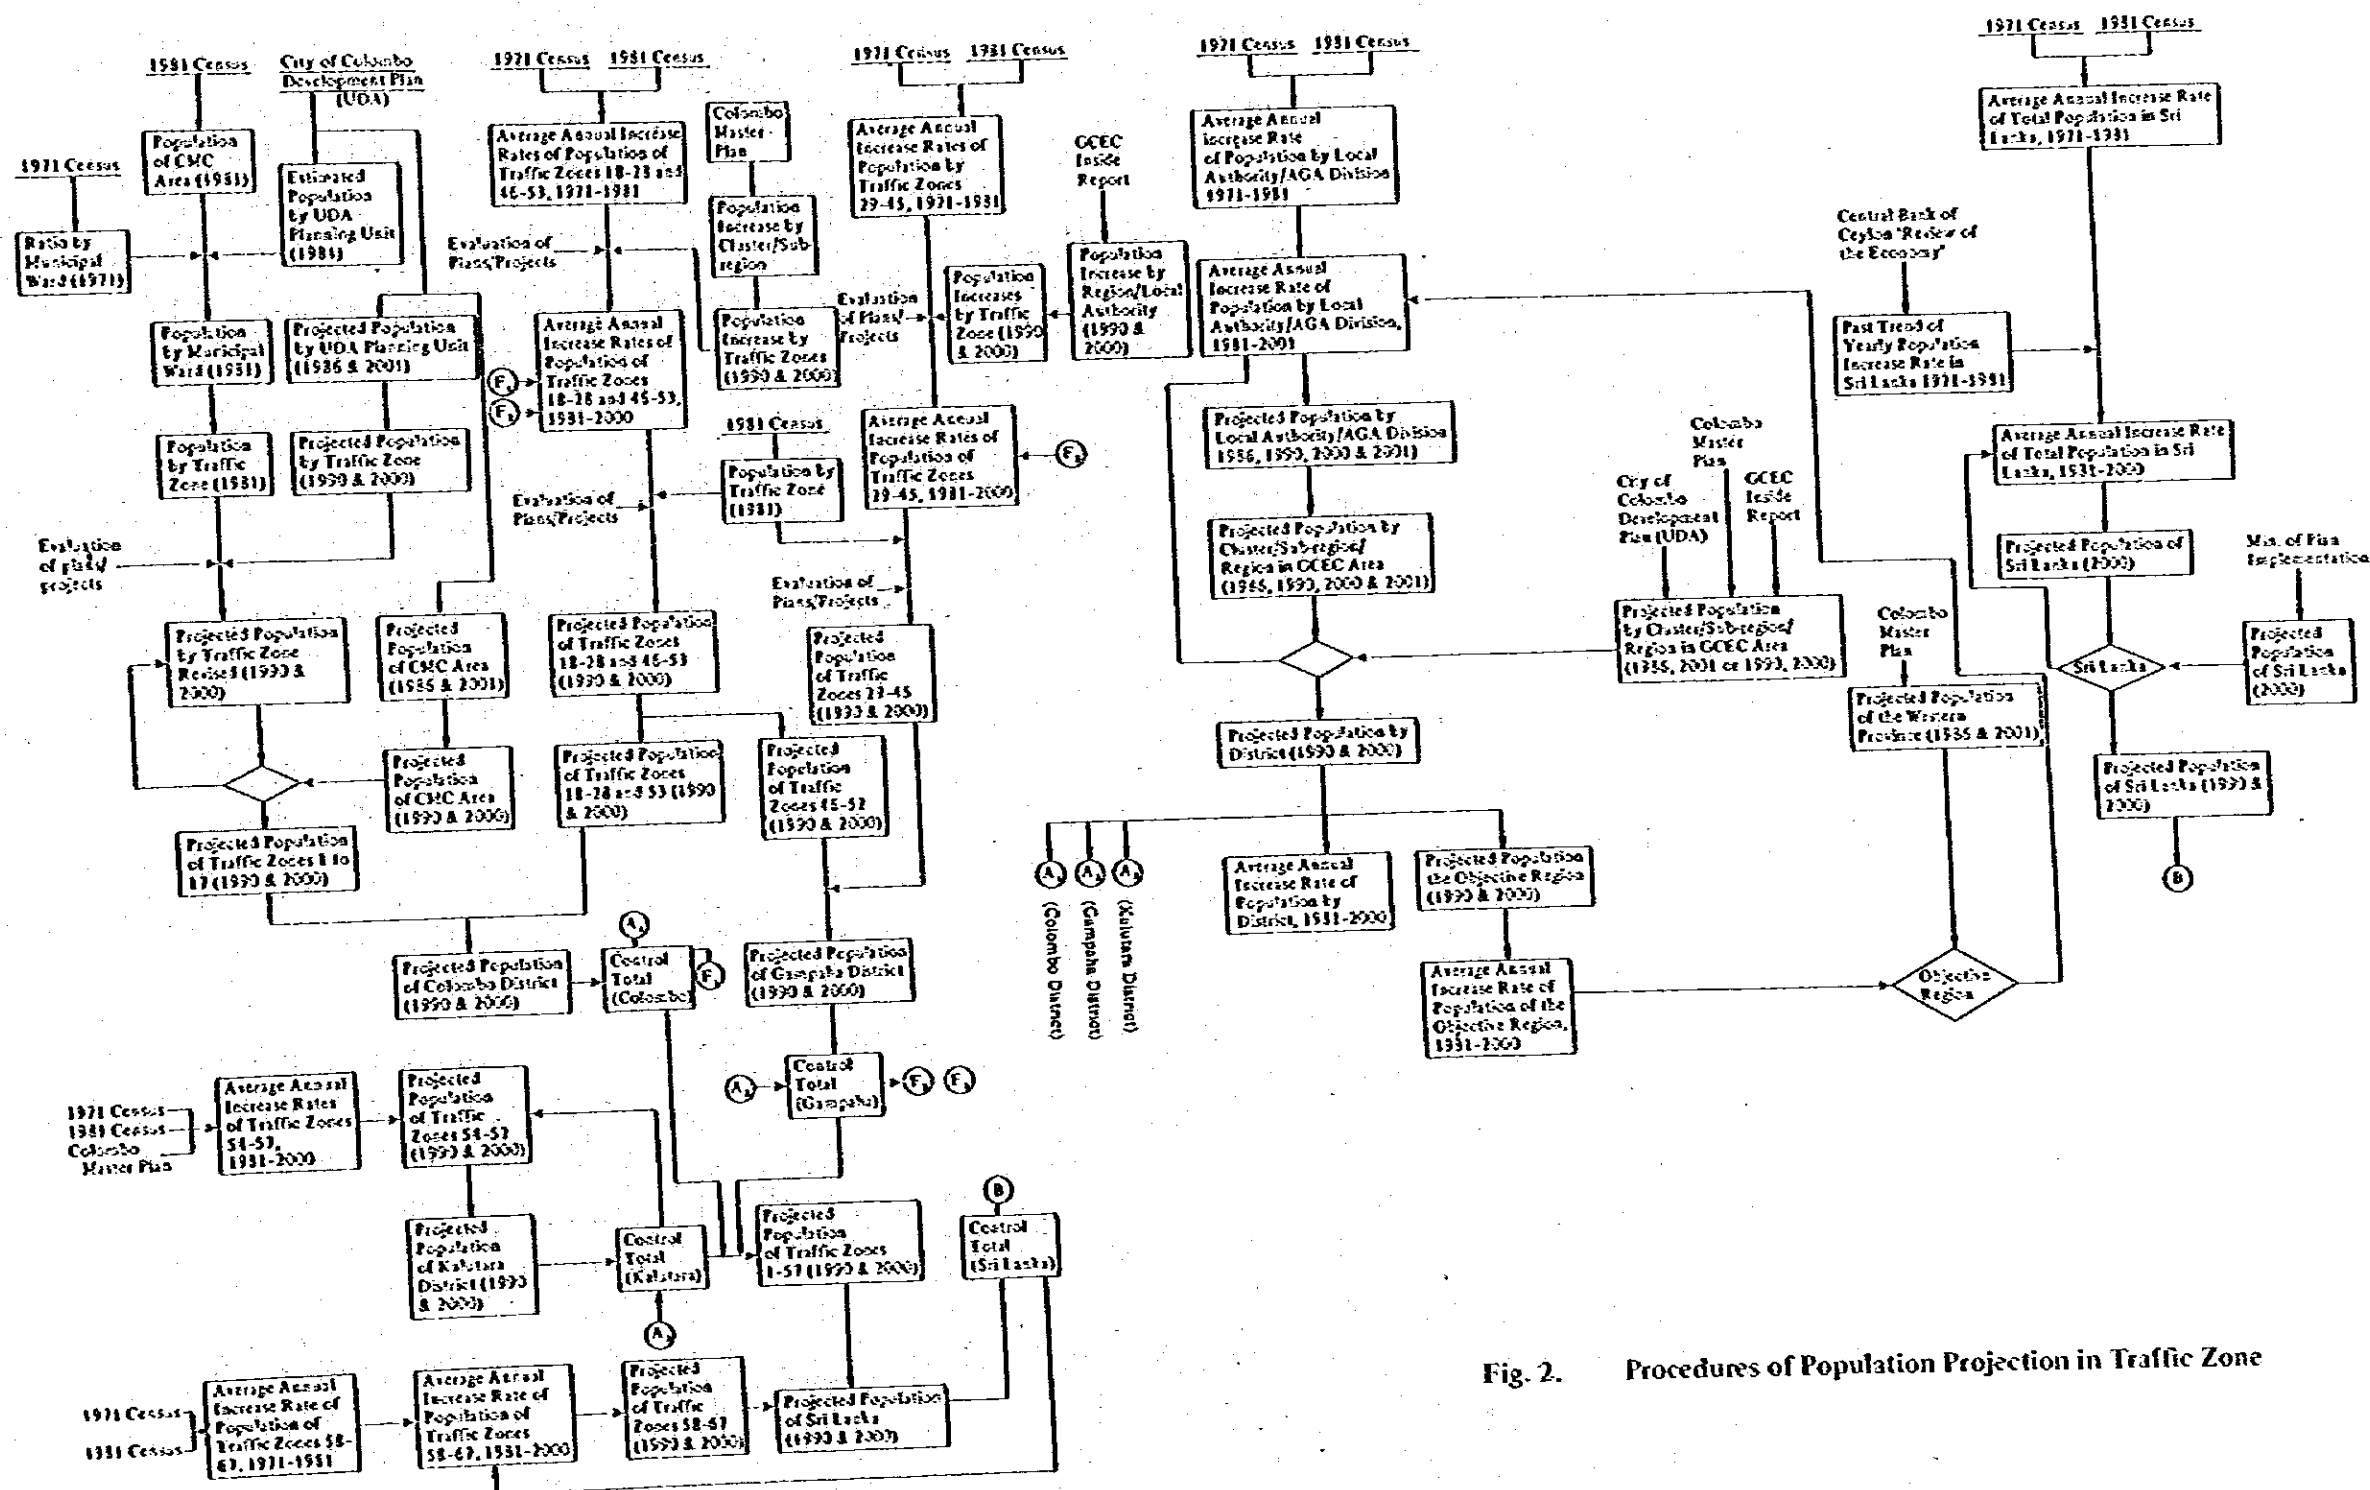 1981 Census
City of Colombo
Development Plan
(UDA)
1971 Census
Population
of CMC
Area (1981)
Estimated
Population
by UDA
Planning Unit
(1981)
Ratio by
Municipal
Ward (1971)
Population
by Municipal
Ward (1981)
Projected Population
by UDA Planning Unit
(1986 & 2001)
Population
by Traffic
Zone (1981)
Projected Population
by Traffic Zone
(1990 & 2000)
Evaluation
of plans/
projects
Projected Population
by Traffic Zone
Revised (1990 &
2000)
Projected
Population
of CMC Area
(1986 & 2001)
Projected
Population
of CMC Area
(1990 & 2000)
Projected Population
of Traffic Zones 1 to
17 (1990 & 2000)
1971 Census 1981 Census
Average Annual Increase
Rates of Population of
Traffic Zones 18-28 and
46-53, 1971-1981
Colombo
Master
Plan
Evaluation of
Plans/Projects
Population
Increase by
Cluster/Sub-
region
Average Annual
Increase Rates of
Population of
Traffic Zones
18-28 and 46-53,
1981-2000
Population
Increase by
Traffic Zones
(1990 & 2000)
1981 Census
Population by
Traffic Zone
(1981)
Evaluation of
Plans/Projects
Projected Population
of Traffic Zones
18-28 and 46-53
(1990 & 2000)
Projected Population
of Traffic Zones
18-28 and 53 (1990
& 2000)
Projected
Population
of Traffic
Zones 46-52
(1990 & 2000)
1971 Census 1981 Census
Average Annual
Increase Rates of
Population by
Traffic Zones
29-45, 1971-1981
GCEC
Inside
Report
Evaluation
of Plans/
Projects
Population
Increases
by Traffic
Zone (1990
& 2000)
Population
Increase by
Region/Local
Authority
(1990 &
2000)
Average Annual
Increase Rates of
Population of
Traffic Zones
29-45, 1981-2000
Evaluation of
Plans/Projects
Projected
Population
of Traffic
Zones 29-45
(1990 & 2000)
Projected Population
of Colombo District
(1990 & 2000)
Control
Total
(Colombo)
Projected Population
of Gampaha District
(1990 & 2000)
Control
Total
(Gampaha)
1971 Census
1981 Census
Colombo
Master Plan
Average Annual
Increase Rates
of Traffic Zones
54-57,
1981-2000
Projected
Population
of Traffic
Zones 54-57
(1990 & 2000)
Projected
Population
of Kalutara
District (1990
& 2000)
Control
Total
(Kalutara)
Projected
Population
of Traffic Zones
1-57 (1990 & 2000)
B
Control
Total
(Sri Lanka)
1971 Census
1981 Census
Average Annual
Increase Rate of
Population of
Traffic Zones 58-
67, 1971-1981
Average Annual
Increase Rate of
Population of
Traffic Zones
58-67, 1981-2000
Projected
Population
of Traffic
Zones 58-67
(1990 & 2000)
Projected Population
of Sri Lanka
(1990 & 2000)
1971 Census 1981 Census
Average Annual
Increase Rate
of Population by Local
Authority/AGA Division
1971-1981
Average Annual
Increase Rate of
Population by Local
Authority/AGA Division,
1981-2001
Projected Population by
Local Authority/AGA Division
1986, 1990, 2000 & 2001)
Projected Population by
Cluster/Sub-region/
Region in GCEC Area
(1986, 1990, 2000 & 2001)
City of
Colombo
Development
Plan (UDA)
Colombo
Master
Plan
GCEC
Inside
Report
Projected Population
by Cluster/Sub-region/
Region in GCEC Area
(1986, 2001 or 1990, 2000)
Projected Population by
District (1990 & 2000)
(Colombo District)
(Gampaha District)
(Kalutara District)
Average Annual
Increase Rate of
Population by
District, 1981-2000
Projected Population
the Objective Region
(1990 & 2000)
Average Annual
Increase Rate of
Population of the
Objective Region,
1981-2000
Objective
Region
1971 Census 1981 Census
Average Annual Increase Rate
of Total Population in Sri
Lanka, 1971-1981
Central Bank of
Ceylon 'Review of
the Economy'
Past Trend of
Yearly Population
Increase Rate in
Sri Lanka 1971-1981
Average Annual Increase Rate
of Total Population in Sri
Lanka, 1981-2000
Projected Population of
Sri Lanka (2000)
Min. of Plan
Implementation
Colombo
Master
Plan
Projected Population
of the Western
Province (1986 & 2001)
Sri Lanka
Projected
Population
of Sri Lanka
(2000)
Projected Population
of Sri Lanka (1990 &
2000)
B
Fig. 2. Procedures of Population Projection in Traffic Zone